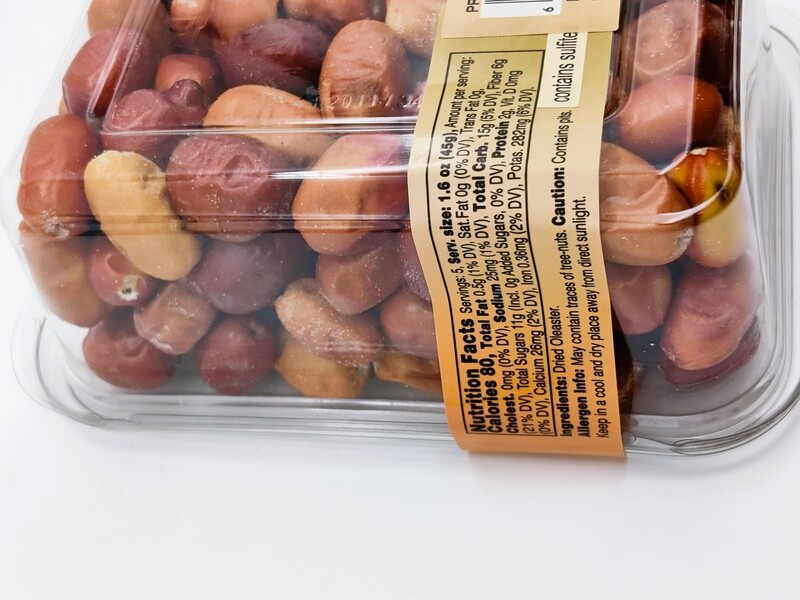 PR
6
contains sulfite
Nutrition Facts Servings: 5, Serv. size: 1.6 oz (45g), Amount per serving:
Calories 80, Total Fat 0.5g (1% DV), Sat.Fat 0g (0% DV), Trans Fat 0g,
Cholest. 0mg (0% DV), Sodium 25mg (1% DV), Total Carb. 15g (5% DV), Fiber 6g
(21% DV), Total Sugars 11g (Incl. 0g Added Sugars, 0% DV), Protein 2g, Vit. D 0mg
(0% DV), Calcium 26mg (2% DV), Iron 0.36mg (2% DV), Potas. 282mg (6% DV).
Ingredients: Dried Oleaster.
Allergen Info: May contain traces of tree-nuts. Caution: Contains pits.
Keep in a cool and dry place away from direct sunlight.